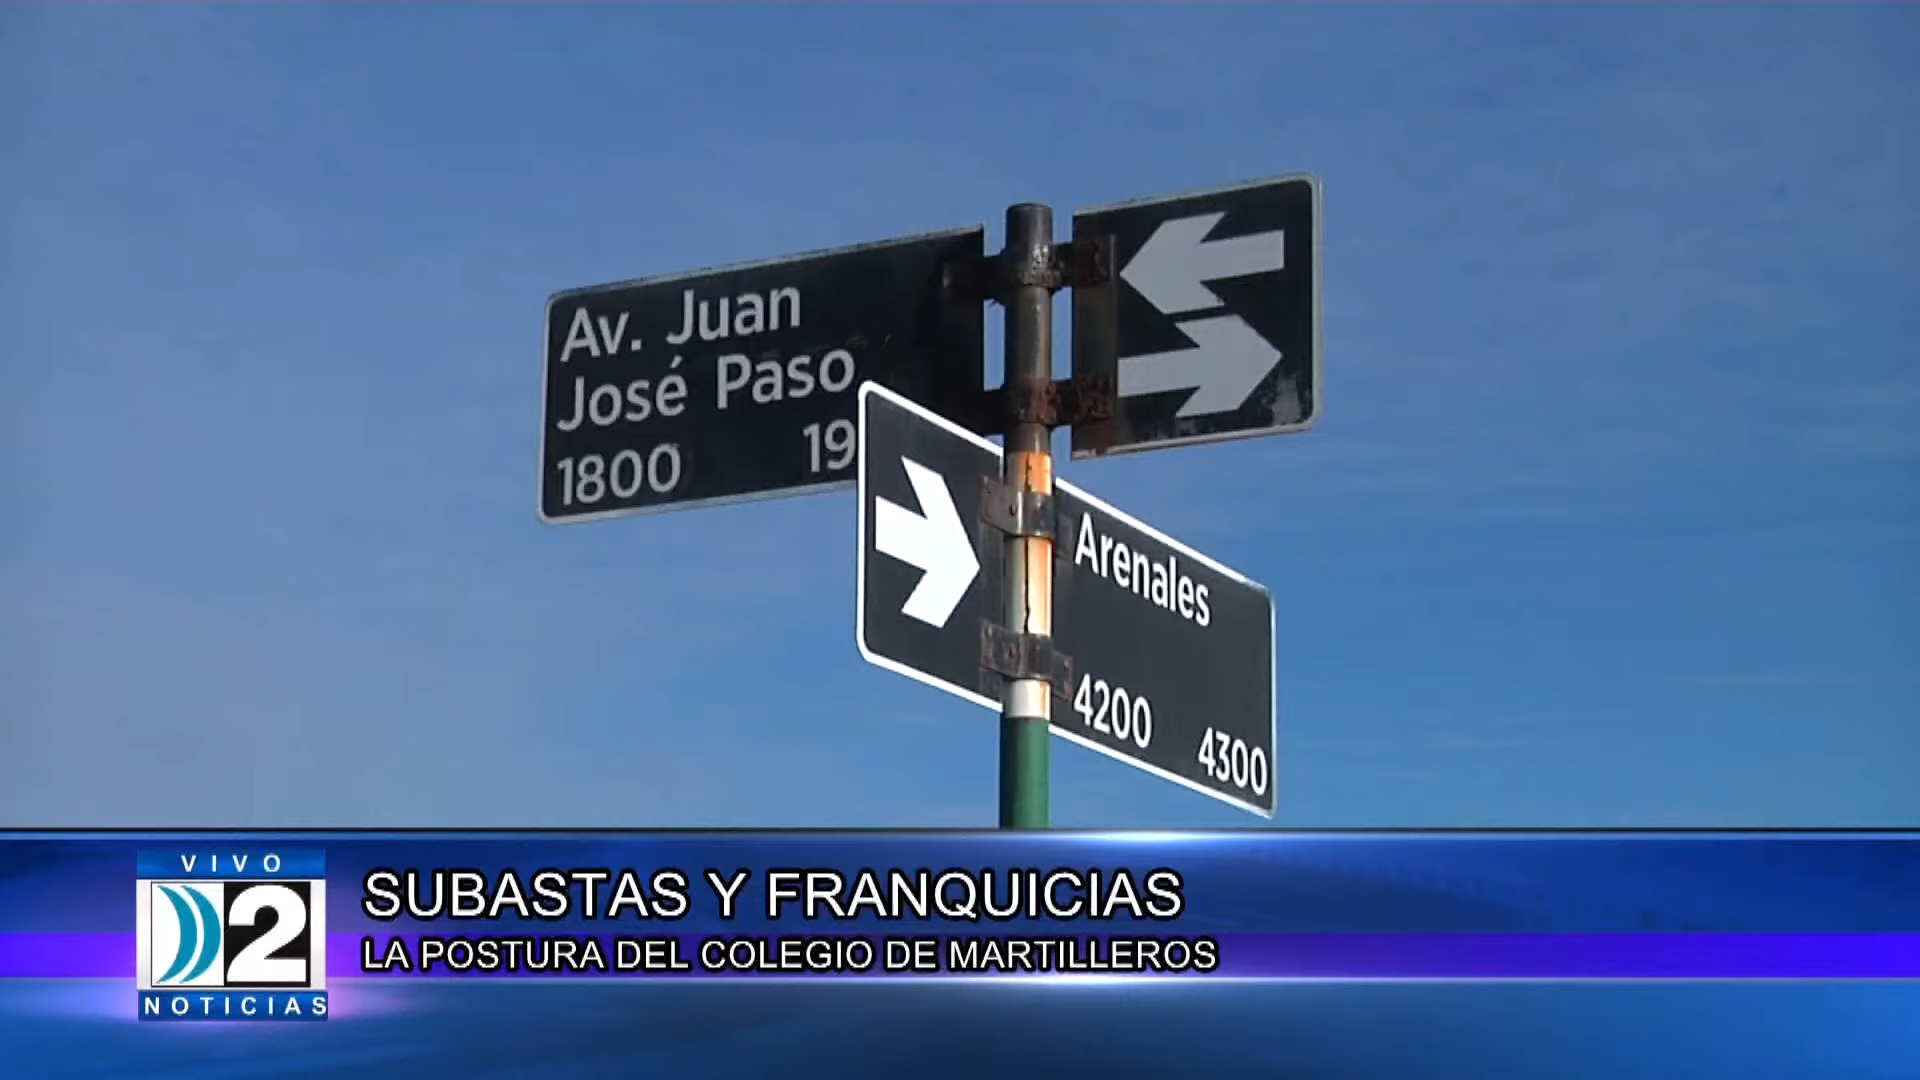 Av. Juan
José Paso
1800 19
Arenales
4200 4300
VIVO
2
NOTICIAS
SUBASTAS Y FRANQUICIAS
LA POSTURA DEL COLEGIO DE MARTILLEROS